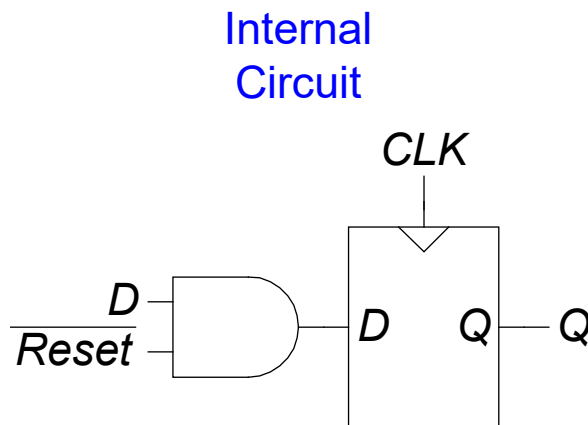 Internal
Circuit
CLK
D
Reset
D
Q
Q